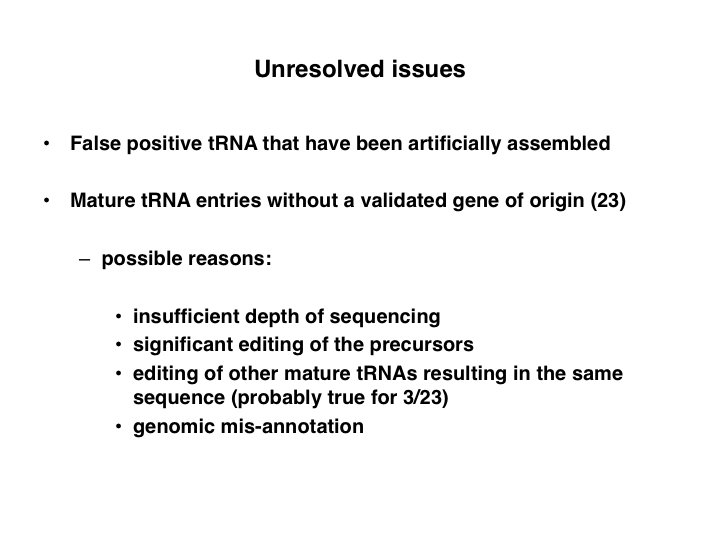 Unresolved issues
• False positive tRNA that have been artificially assembled
• Mature tRNA entries without a validated gene of origin (23)
– possible reasons:
• insufficient depth of sequencing
• significant editing of the precursors
• editing of other mature tRNAs resulting in the same
sequence (probably true for 3/23)
• genomic mis-annotation